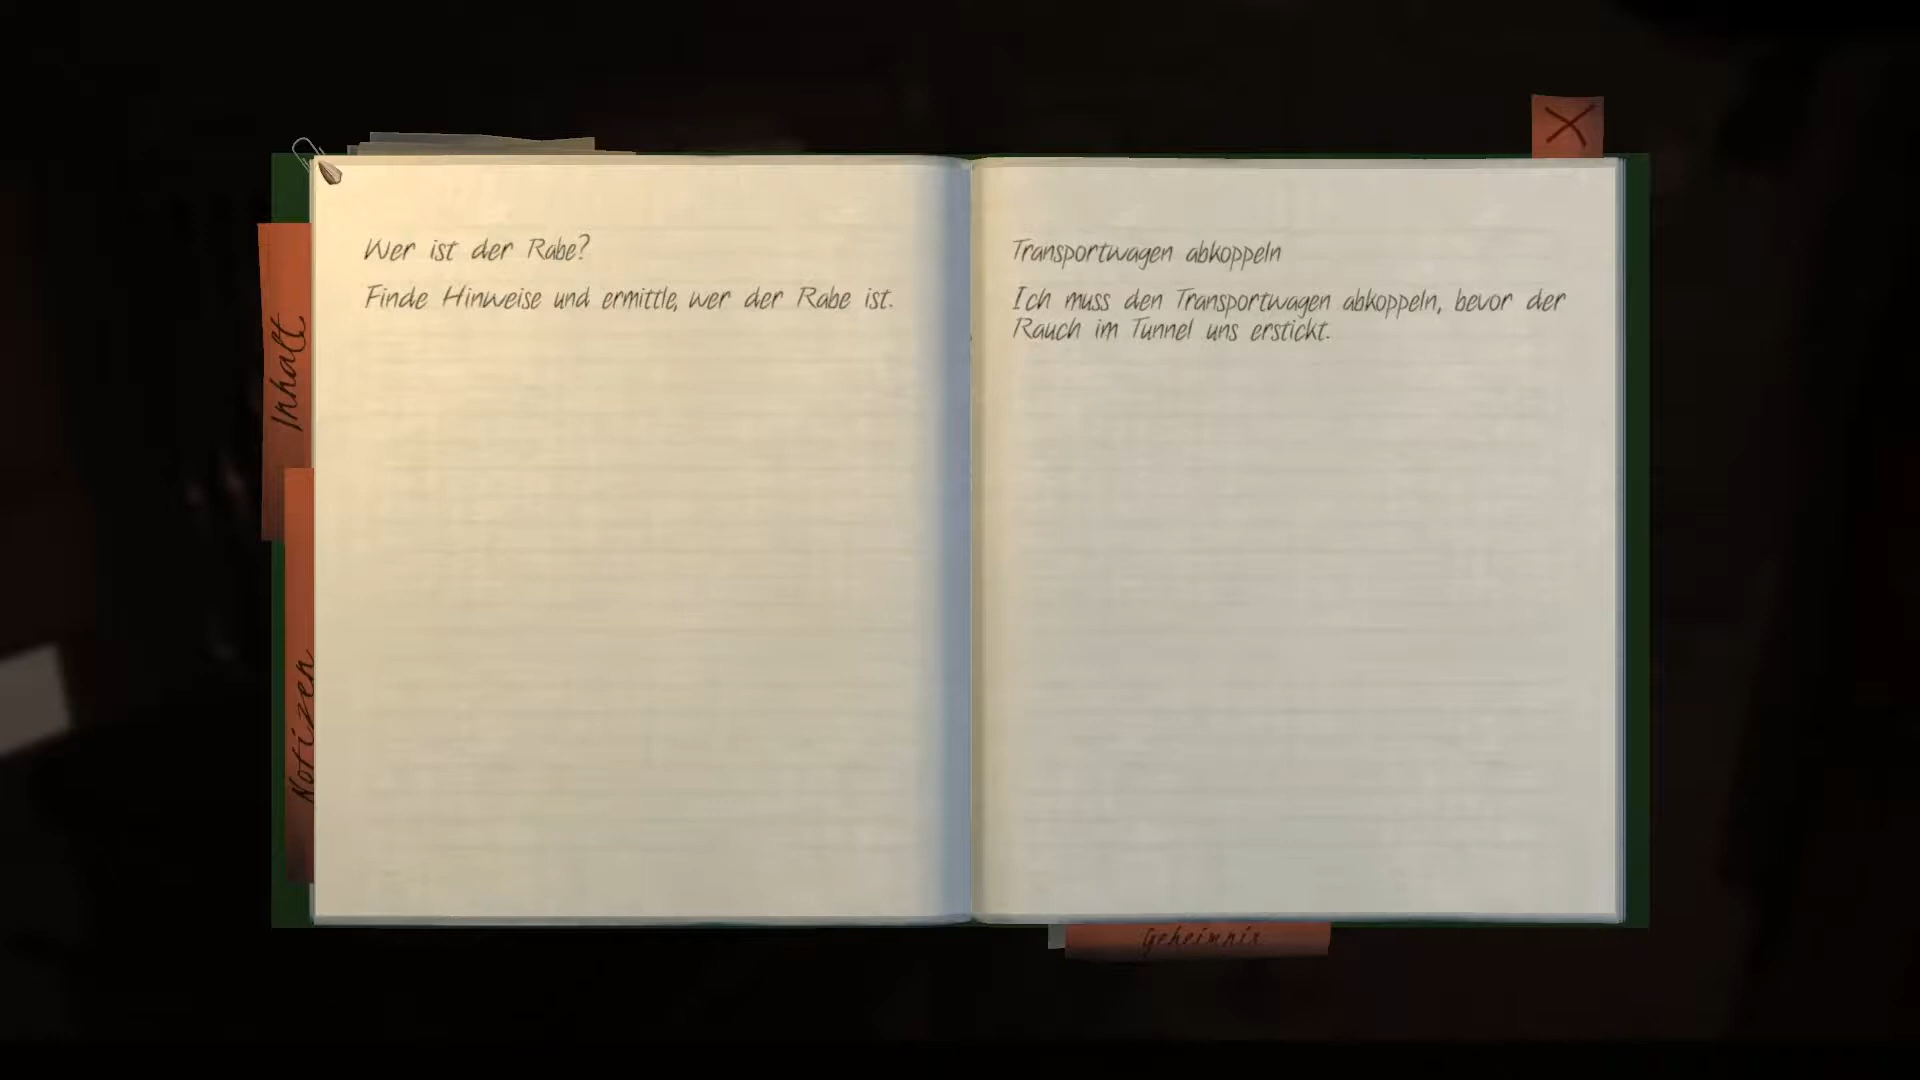 Wer ist der Rabe?
Finde Hinweise und ermittle, wer der Rabe ist.
Transportwagen abkoppeln
Ich muss den Transportwagen abkoppeln, bevor der
Rauch im Tunnel uns erstickt.
Inhalt
Notizen
Geheimnis